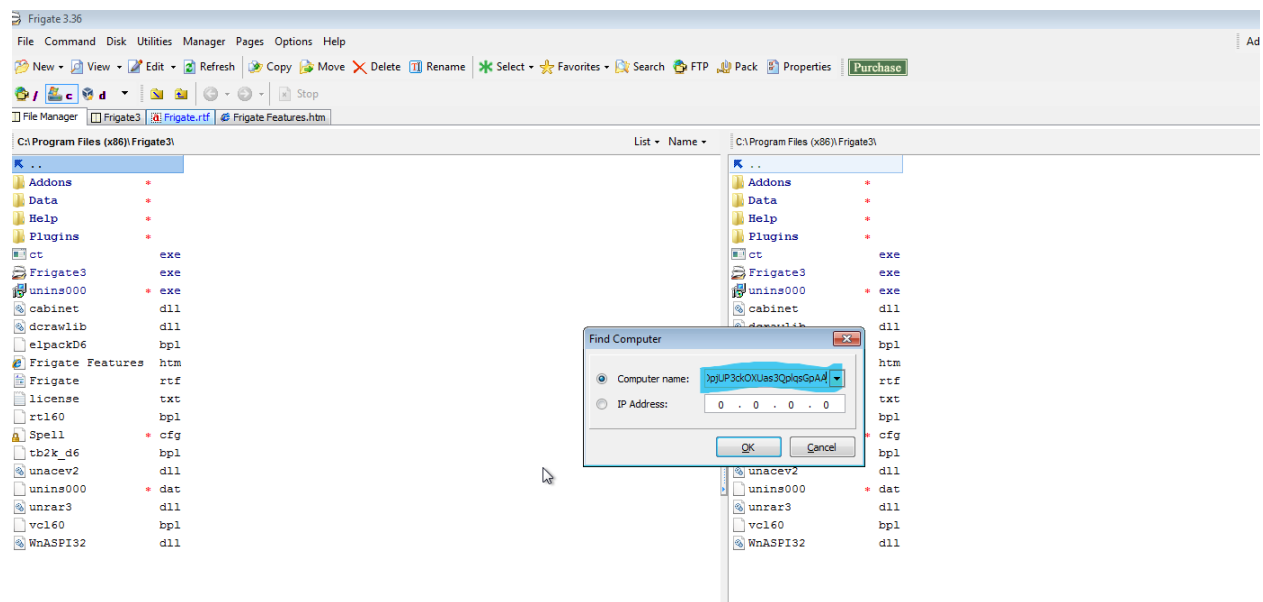 Frigate 3.36
File Command Disk Utilities Manager Pages Options Help
Ad
New View Edit Refresh Copy Move Delete Rename Select Favorites Search FTP Pack Properties Purchase
/ c d Stop
File Manager Frigate3 Frigate.rtf Frigate Features.htm
C:\Program Files (x86)\Frigate3\ List Name C:\Program Files (x86)\Frigate3\
.. ..
Addons * Addons *
Data * Data *
Help * Help *
Plugins * Plugins *
ct exe ct exe
Frigate3 exe Frigate3 exe
unins000 * exe unins000 * exe
cabinet dll cabinet dll
dcrawlib dll dcrawlib dll
elpackD6 bpl bpl
Frigate Features htm htm
Frigate rtf rtf
license txt txt
rtl60 bpl bpl
Spell * cfg * cfg
tb2k_d6 bpl bpl
unacev2 dll unacev2 dll
unins000 * dat unins000 * dat
unrar3 dll unrar3 dll
vcl60 bpl vcl60 bpl
WnASPI32 dll WnASPI32 dll
Find Computer
Computer name:
IP Address: 0 . 0 . 0 . 0
OK Cancel